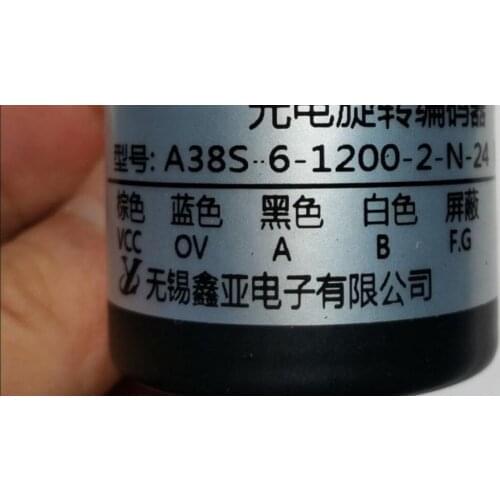 光电旋转编码器
型号: A38S-6-1200-2-N-24
棕色 蓝色 黑色 白色 屏蔽
VCC OV A B F.G
无锡鑫亚电子有限公司